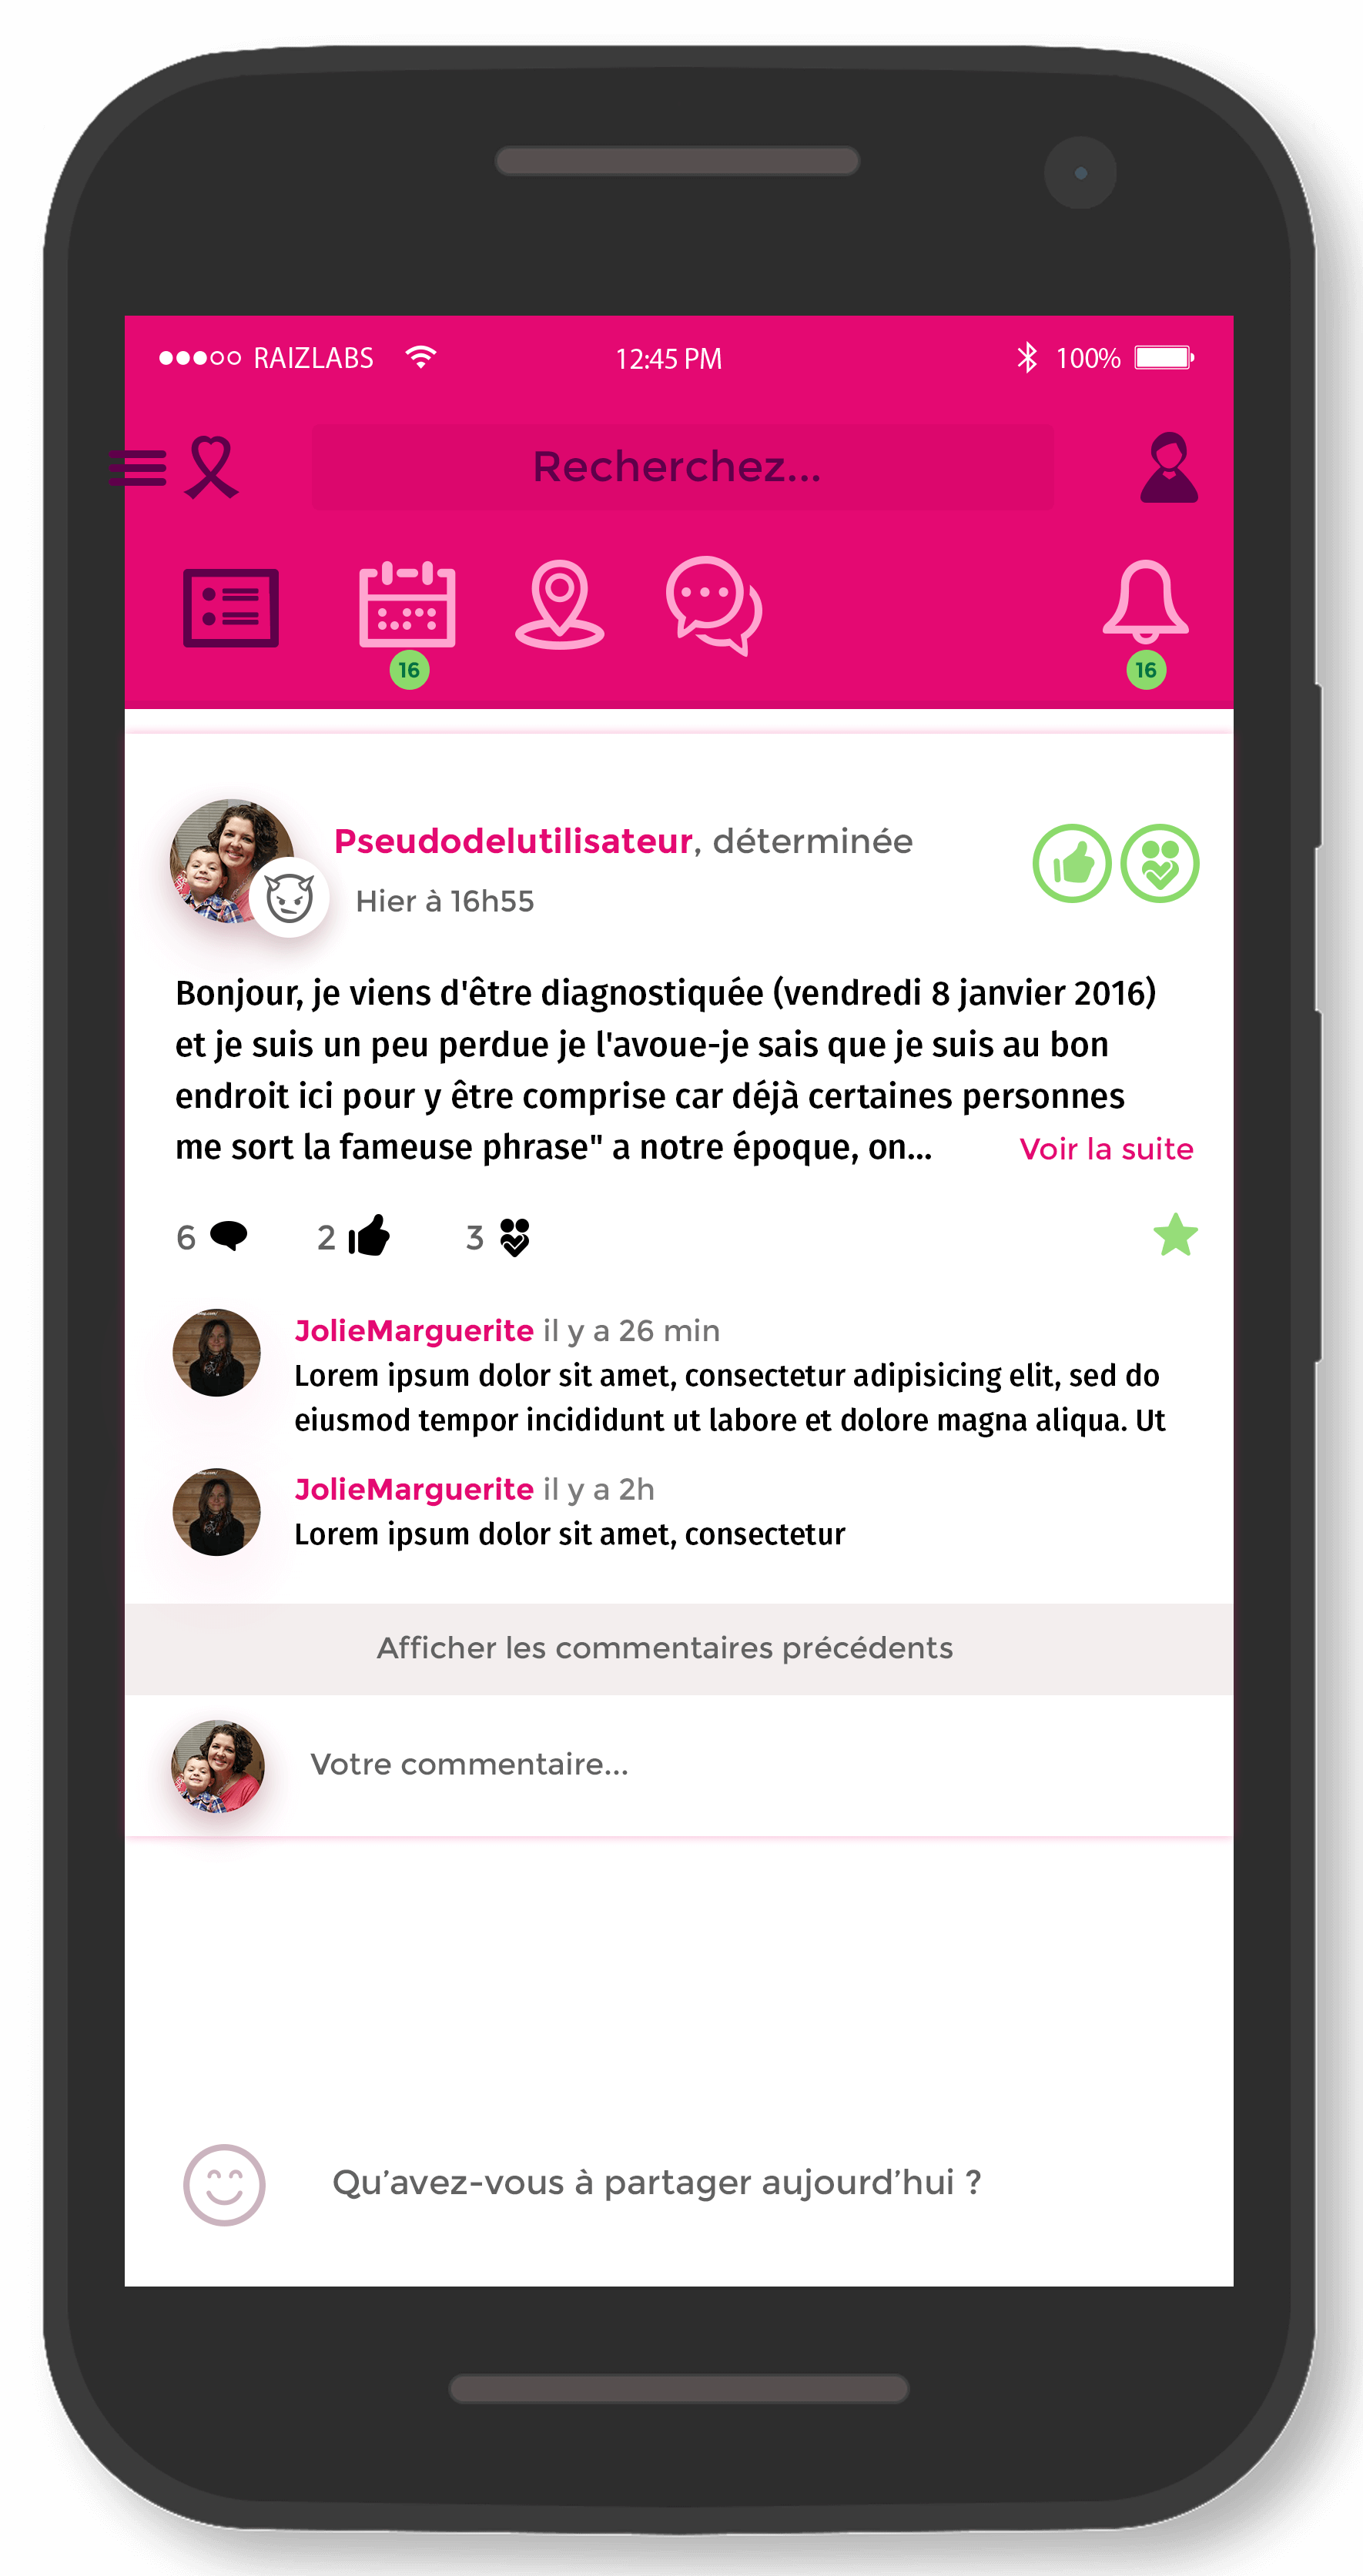 RAIZLABS 12:45 PM 100%
Recherchez...
16 16
Pseudodelutilisateur, déterminée
Hier à 16h55
Bonjour, je viens d'être diagnostiquée (vendredi 8 janvier 2016)
et je suis un peu perdue je l'avoue-je sais que je suis au bon
endroit ici pour y être comprise car déjà certaines personnes
me sort la fameuse phrase" a notre époque, on... Voir la suite
6 2 3
JolieMarguerite il y a 26 min
Lorem ipsum dolor sit amet, consectetur adipisicing elit, sed do
eiusmod tempor incididunt ut labore et dolore magna aliqua. Ut
JolieMarguerite il y a 2h
Lorem ipsum dolor sit amet, consectetur
Afficher les commentaires précédents
Votre commentaire...
Qu’avez-vous à partager aujourd’hui ?